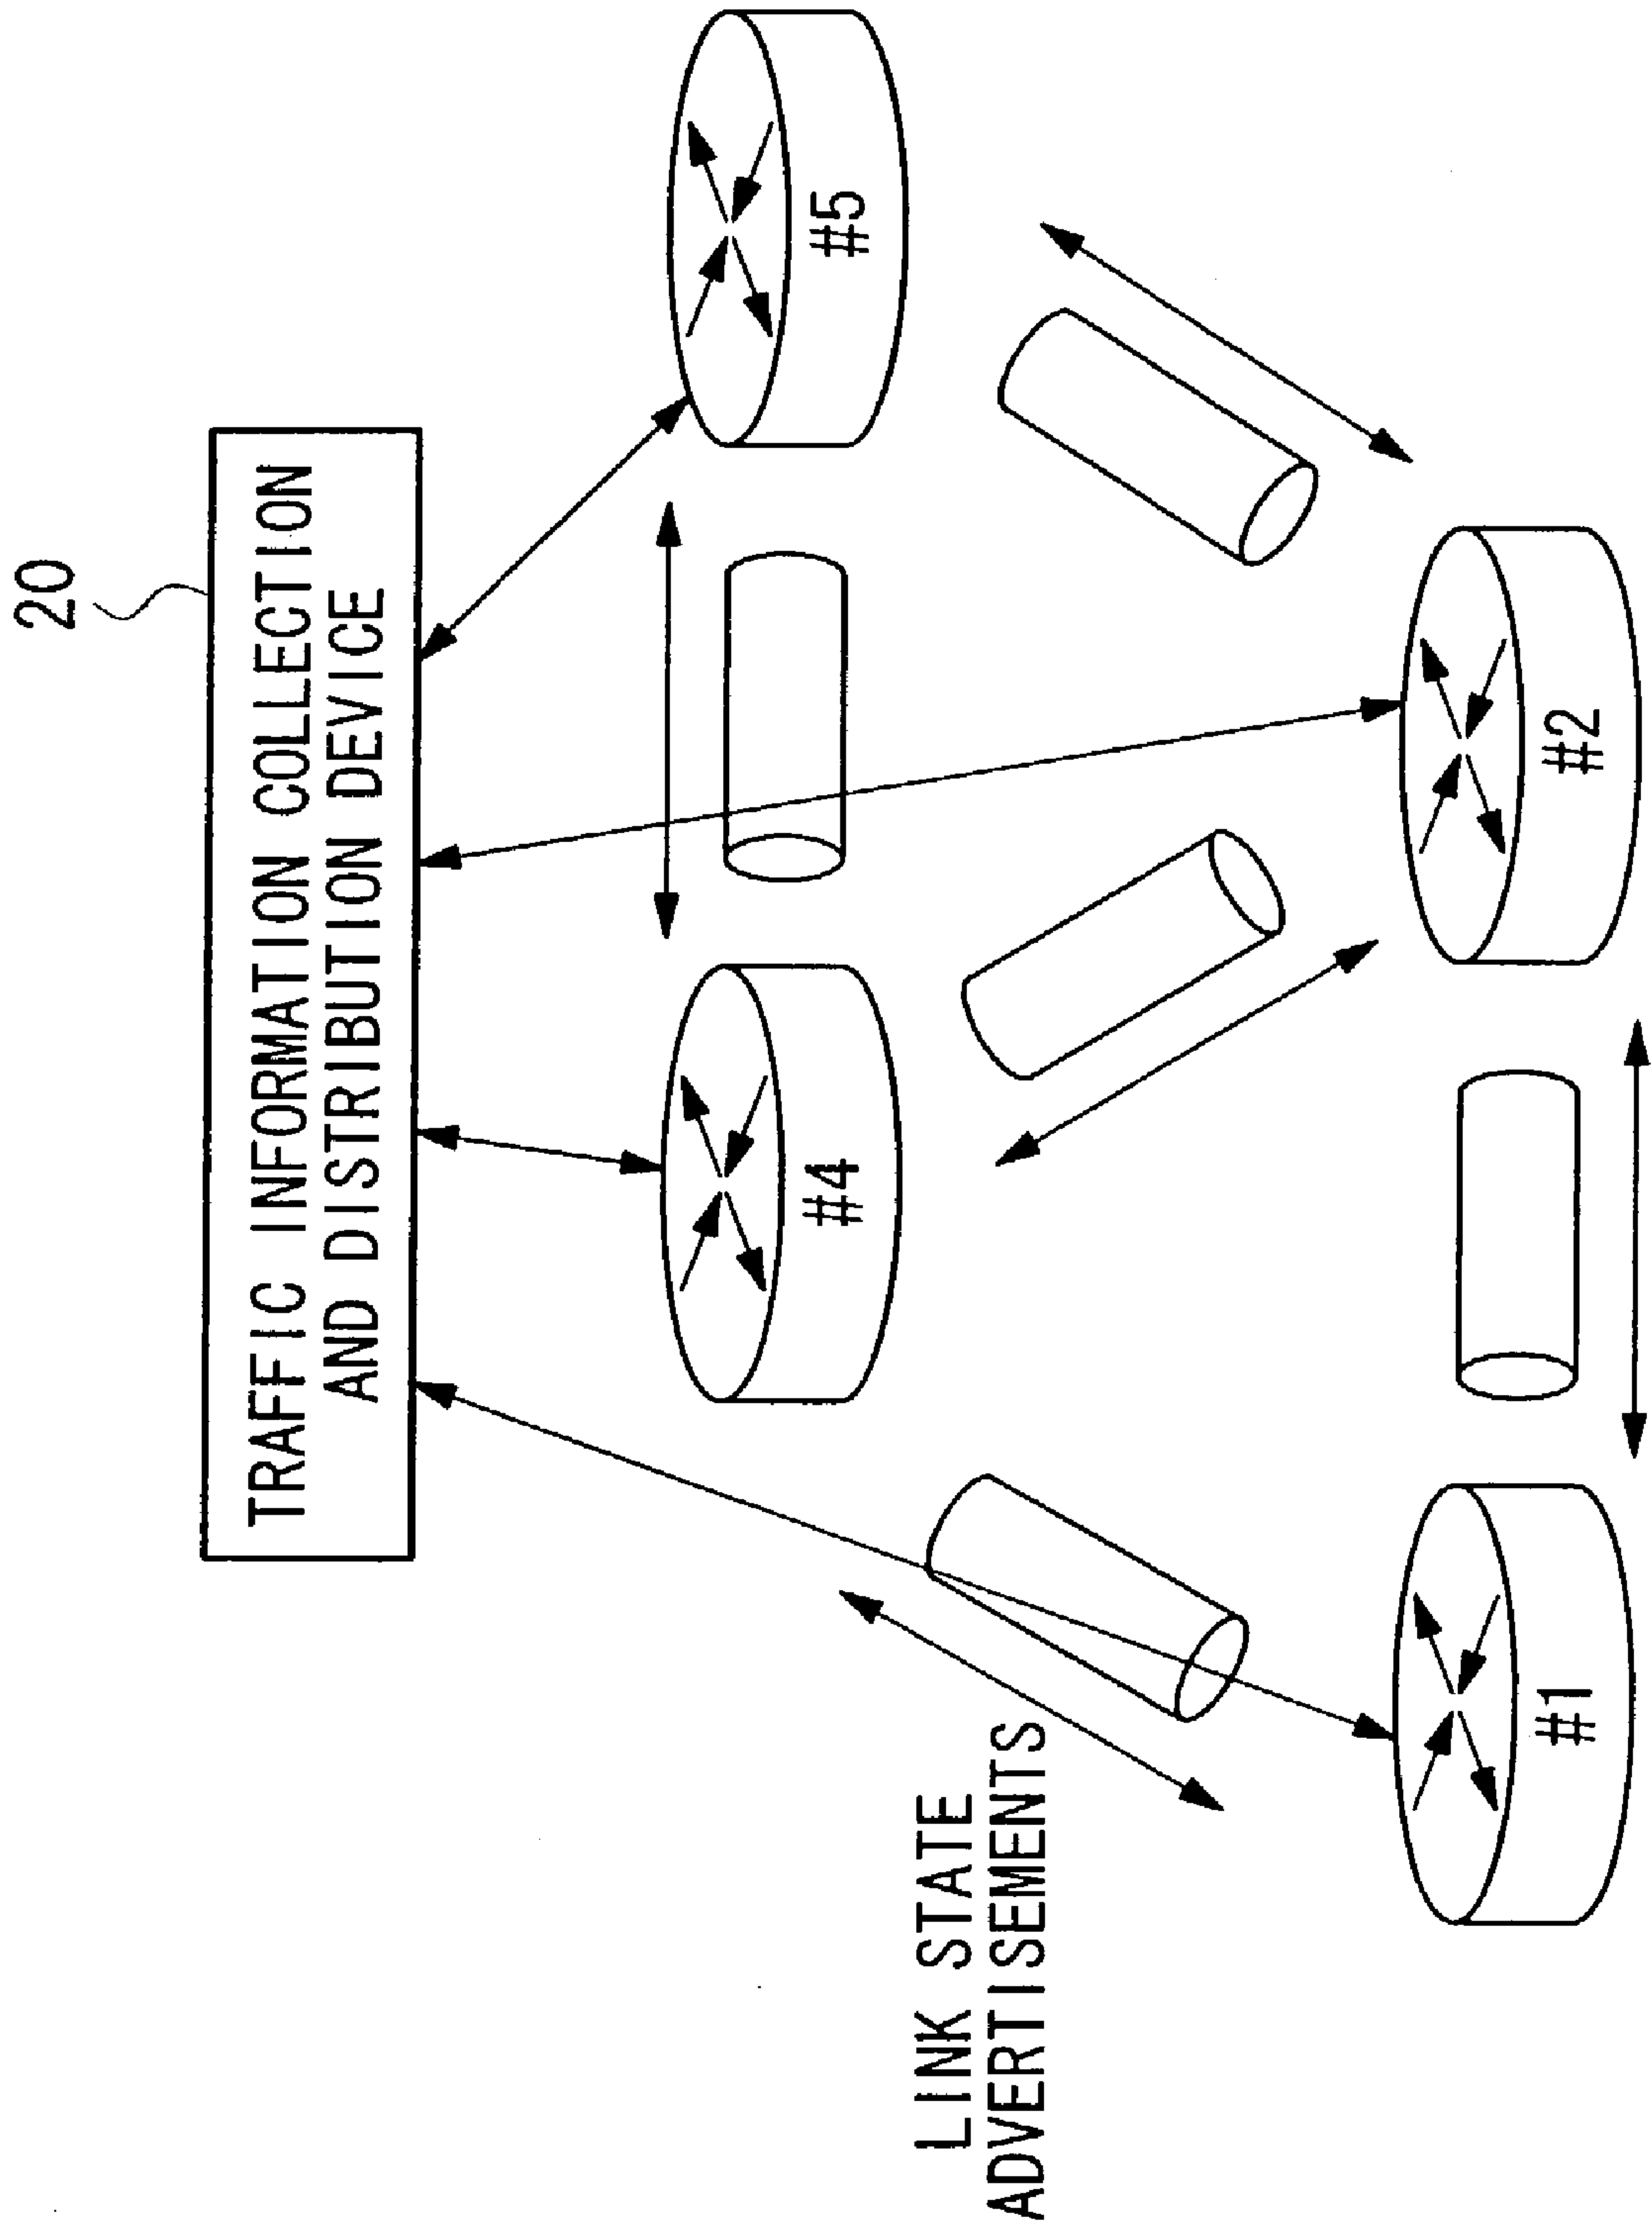 20
TRAFFIC INFORMATION COLLECTION
AND DISTRIBUTION DEVICE
#4
#5
LINK STATE
ADVERTISEMENTS
#1
#2